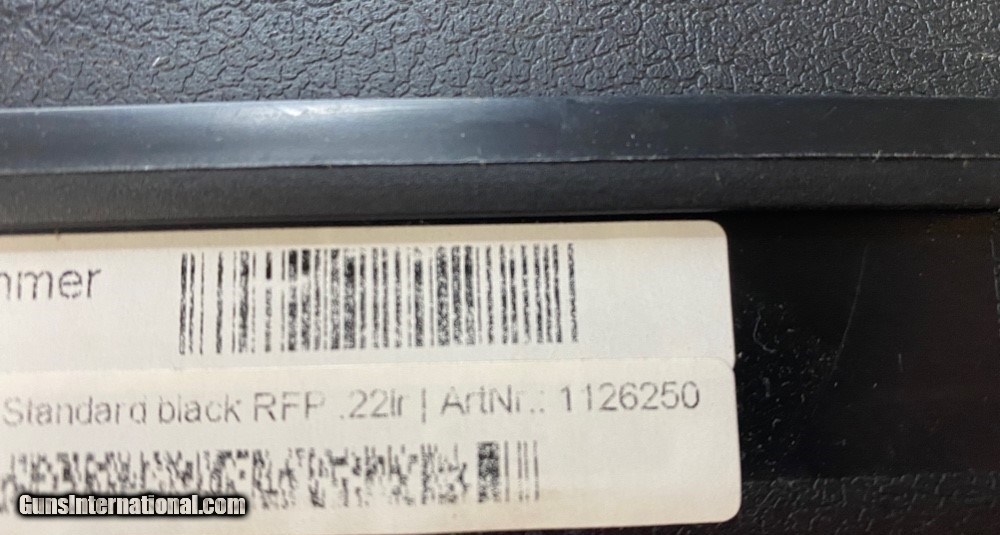 mmer
Standard black RFP .22lr | ArtNr.: 1126250
GunsInternational.com